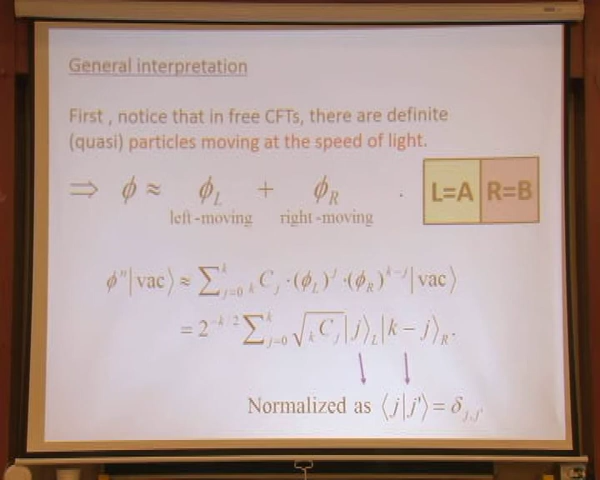 General interpretation
First , notice that in free CFTs, there are definite
(quasi) particles moving at the speed of light.
⇒ ϕ ≈ ϕ_L + ϕ_R .
left-moving right-moving
L=A R=B
ϕ^n|vac⟩ ≈ ∑_{j=0}^k _kC_j · (ϕ_L)^j · (ϕ_R)^{k-j}|vac⟩
= 2^{-k/2} ∑_{j=0}^k √(_kC_j) |j⟩_L |k − j⟩_R.
Normalized as ⟨j|j'⟩ = δ_{j,j'}